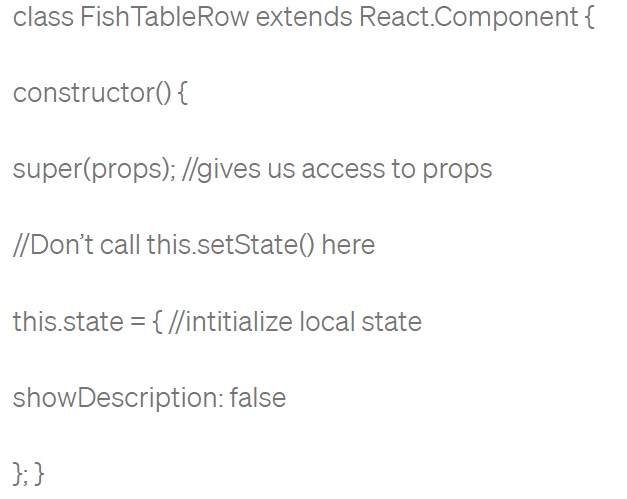 class FishTableRow extends React.Component {
constructor() {
super(props); //gives us access to props
//Don’t call this.setState() here
this.state = { //intitialize local state
showDescription: false
}; }